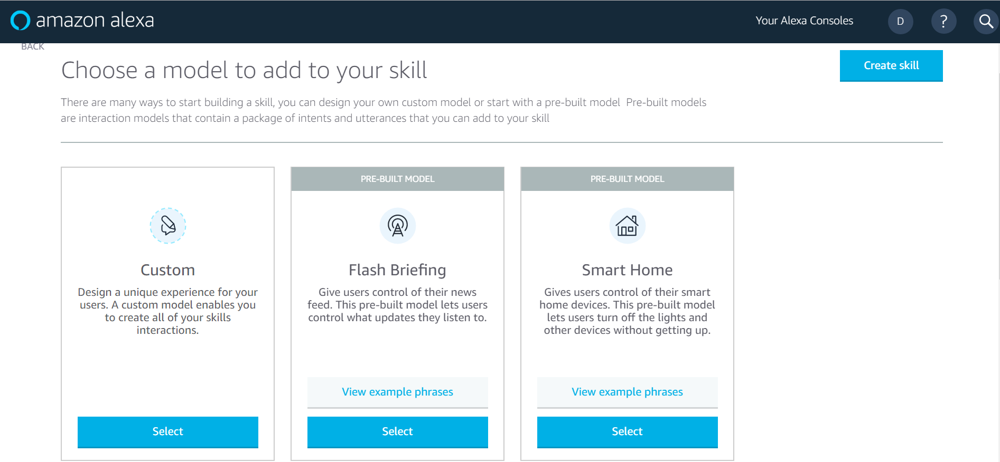 amazon alexa
Your Alexa Consoles
D
?
BACK
Choose a model to add to your skill
Create skill
There are many ways to start building a skill, you can design your own custom model or start with a pre-built model  Pre-built models
are interaction models that contain a package of intents and utterances that you can add to your skill
Custom
Design a unique experience for your
users. A custom model enables you
to create all of your skills
interactions.
Select
PRE-BUILT MODEL
Flash Briefing
Give users control of their news
feed. This pre-built model lets users
control what updates they listen to.
View example phrases
Select
PRE-BUILT MODEL
Smart Home
Gives users control of their smart
home devices. This pre-built model
lets users turn off the lights and
other devices without getting up.
View example phrases
Select